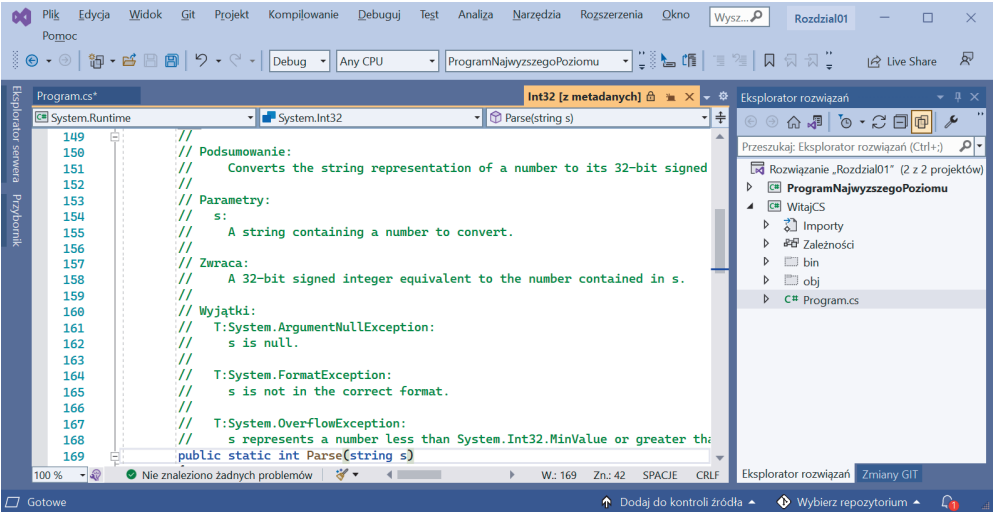 Plik Edycja Widok Git Projekt Kompilowanie Debuguj Test Analiza Narzędzia Rozszerzenia Okno Wysz... Rozdzial01
Pomoc
Debug Any CPU ProgramNajwyzszegoPoziomu Live Share
Eksplorator serwera
Przybornik
Program.cs* Int32 [z metadanych]
System.Runtime System.Int32 Parse(string s)
149 //
150 // Podsumowanie:
151 // Converts the string representation of a number to its 32-bit signed
152 //
153 // Parametry:
154 // s:
155 // A string containing a number to convert.
156 //
157 // Zwraca:
158 // A 32-bit signed integer equivalent to the number contained in s.
159 //
160 // Wyjątki:
161 // T:System.ArgumentNullException:
162 // s is null.
163 //
164 // T:System.FormatException:
165 // s is not in the correct format.
166 //
167 // T:System.OverflowException:
168 // s represents a number less than System.Int32.MinValue or greater tha
169 public static int Parse(string s)
100 % Nie znaleziono żadnych problemów W.: 169 Zn.: 42 SPACJE CRLF
Eksplorator rozwiązań
Przeszukaj: Eksplorator rozwiązań (Ctrl+;)
Rozwiązanie „Rozdzial01” (2 z 2 projektów)
C# ProgramNajwyzszegoPoziomu
C# WitajCS
Importy
Zależności
bin
obj
C# Program.cs
Eksplorator rozwiązań Zmiany GIT
Gotowe Dodaj do kontroli źródła Wybierz repozytorium 1